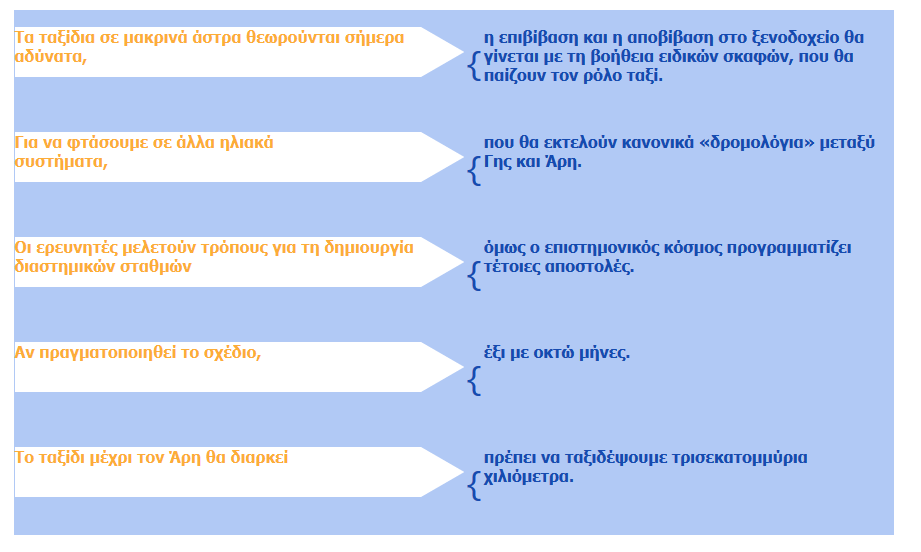 Τα ταξίδια σε μακρινά άστρα θεωρούνται σήμερα
αδύνατα,
{
η επιβίβαση και η αποβίβαση στο ξενοδοχείο θα
γίνεται με τη βοήθεια ειδικών σκαφών, που θα
παίζουν τον ρόλο ταξί.
Για να φτάσουμε σε άλλα ηλιακά
συστήματα,
{
που θα εκτελούν κανονικά «δρομολόγια» μεταξύ
Γης και Άρη.
Οι ερευνητές μελετούν τρόπους για τη δημιουργία
διαστημικών σταθμών
{
όμως ο επιστημονικός κόσμος προγραμματίζει
τέτοιες αποστολές.
Αν πραγματοποιηθεί το σχέδιο,
{
έξι με οκτώ μήνες.
Το ταξίδι μέχρι τον Άρη θα διαρκεί
{
πρέπει να ταξιδέψουμε τρισεκατομμύρια
χιλιόμετρα.